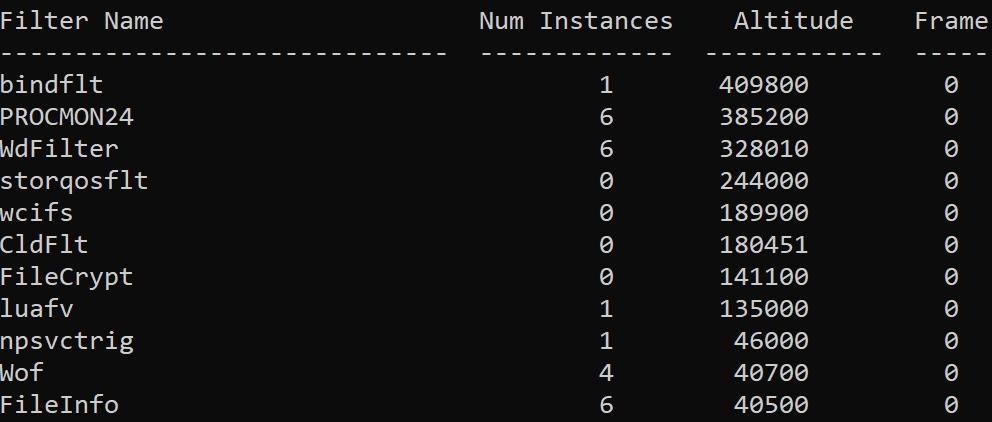 Filter Name                     Num Instances    Altitude    Frame
------------------------------  -------------  ------------  -----
bindflt                                 1       409800         0
PROCMON24                               6       385200         0
WdFilter                                6       328010         0
storqosflt                              0       244000         0
wcifs                                   0       189900         0
CldFlt                                  0       180451         0
FileCrypt                               0       141100         0
luafv                                   1       135000         0
npsvctrig                               1        46000         0
Wof                                     4        40700         0
FileInfo                                6        40500         0